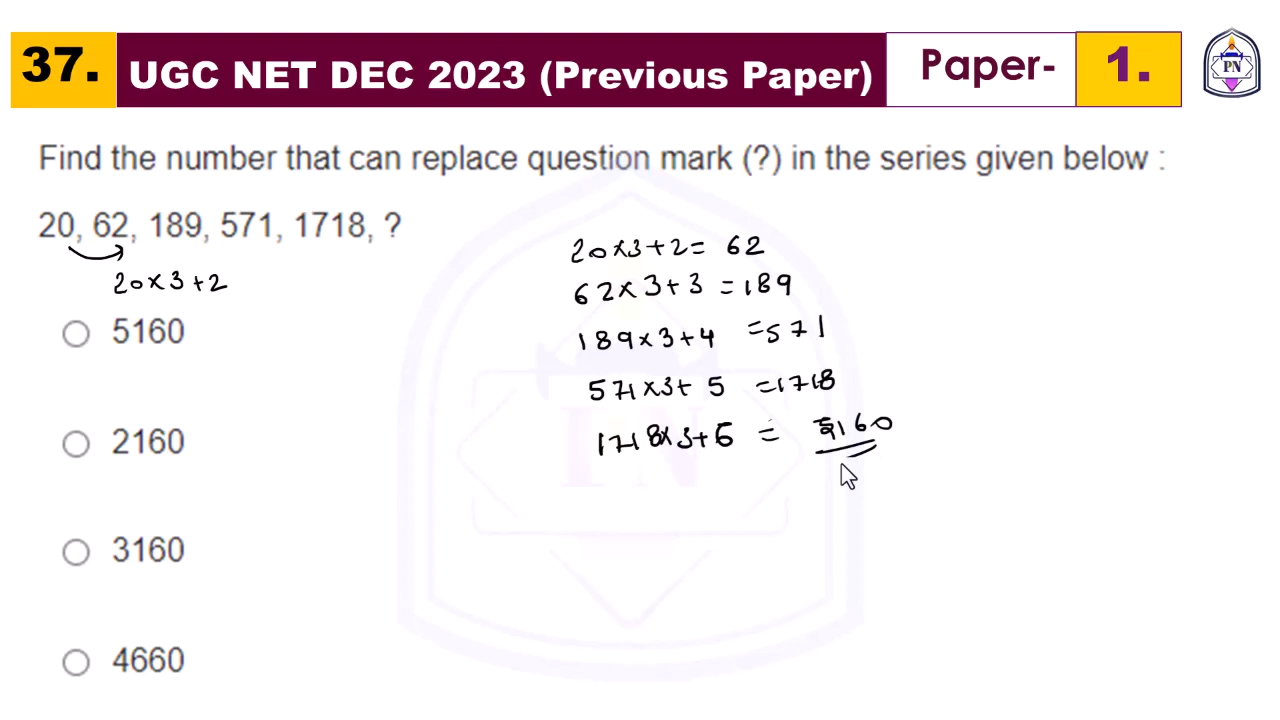 37.
UGC NET DEC 2023 (Previous Paper)
Paper-
1.
PN
Find the number that can replace question mark (?) in the series given below :
20, 62, 189, 571, 1718, ?
20×3+2
20×3+2= 62
62×3+3 =189
189×3+4 =571
571×3+ 5 =1718
1718×3+6 = 5160
5160
2160
3160
4660
PN